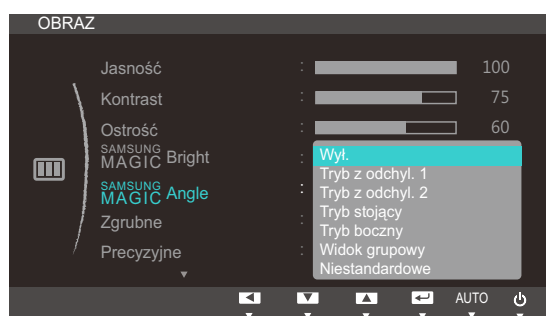 OBRAZ
Jasność : 100
Kontrast : 75
Ostrość : 60
SAMSUNG MAGIC Bright :
SAMSUNG MAGIC Angle :
Zgrubne :
Precyzyjne :
Wył.
Tryb z odchyl. 1
Tryb z odchyl. 2
Tryb stojący
Tryb boczny
Widok grupowy
Niestandardowe
AUTO